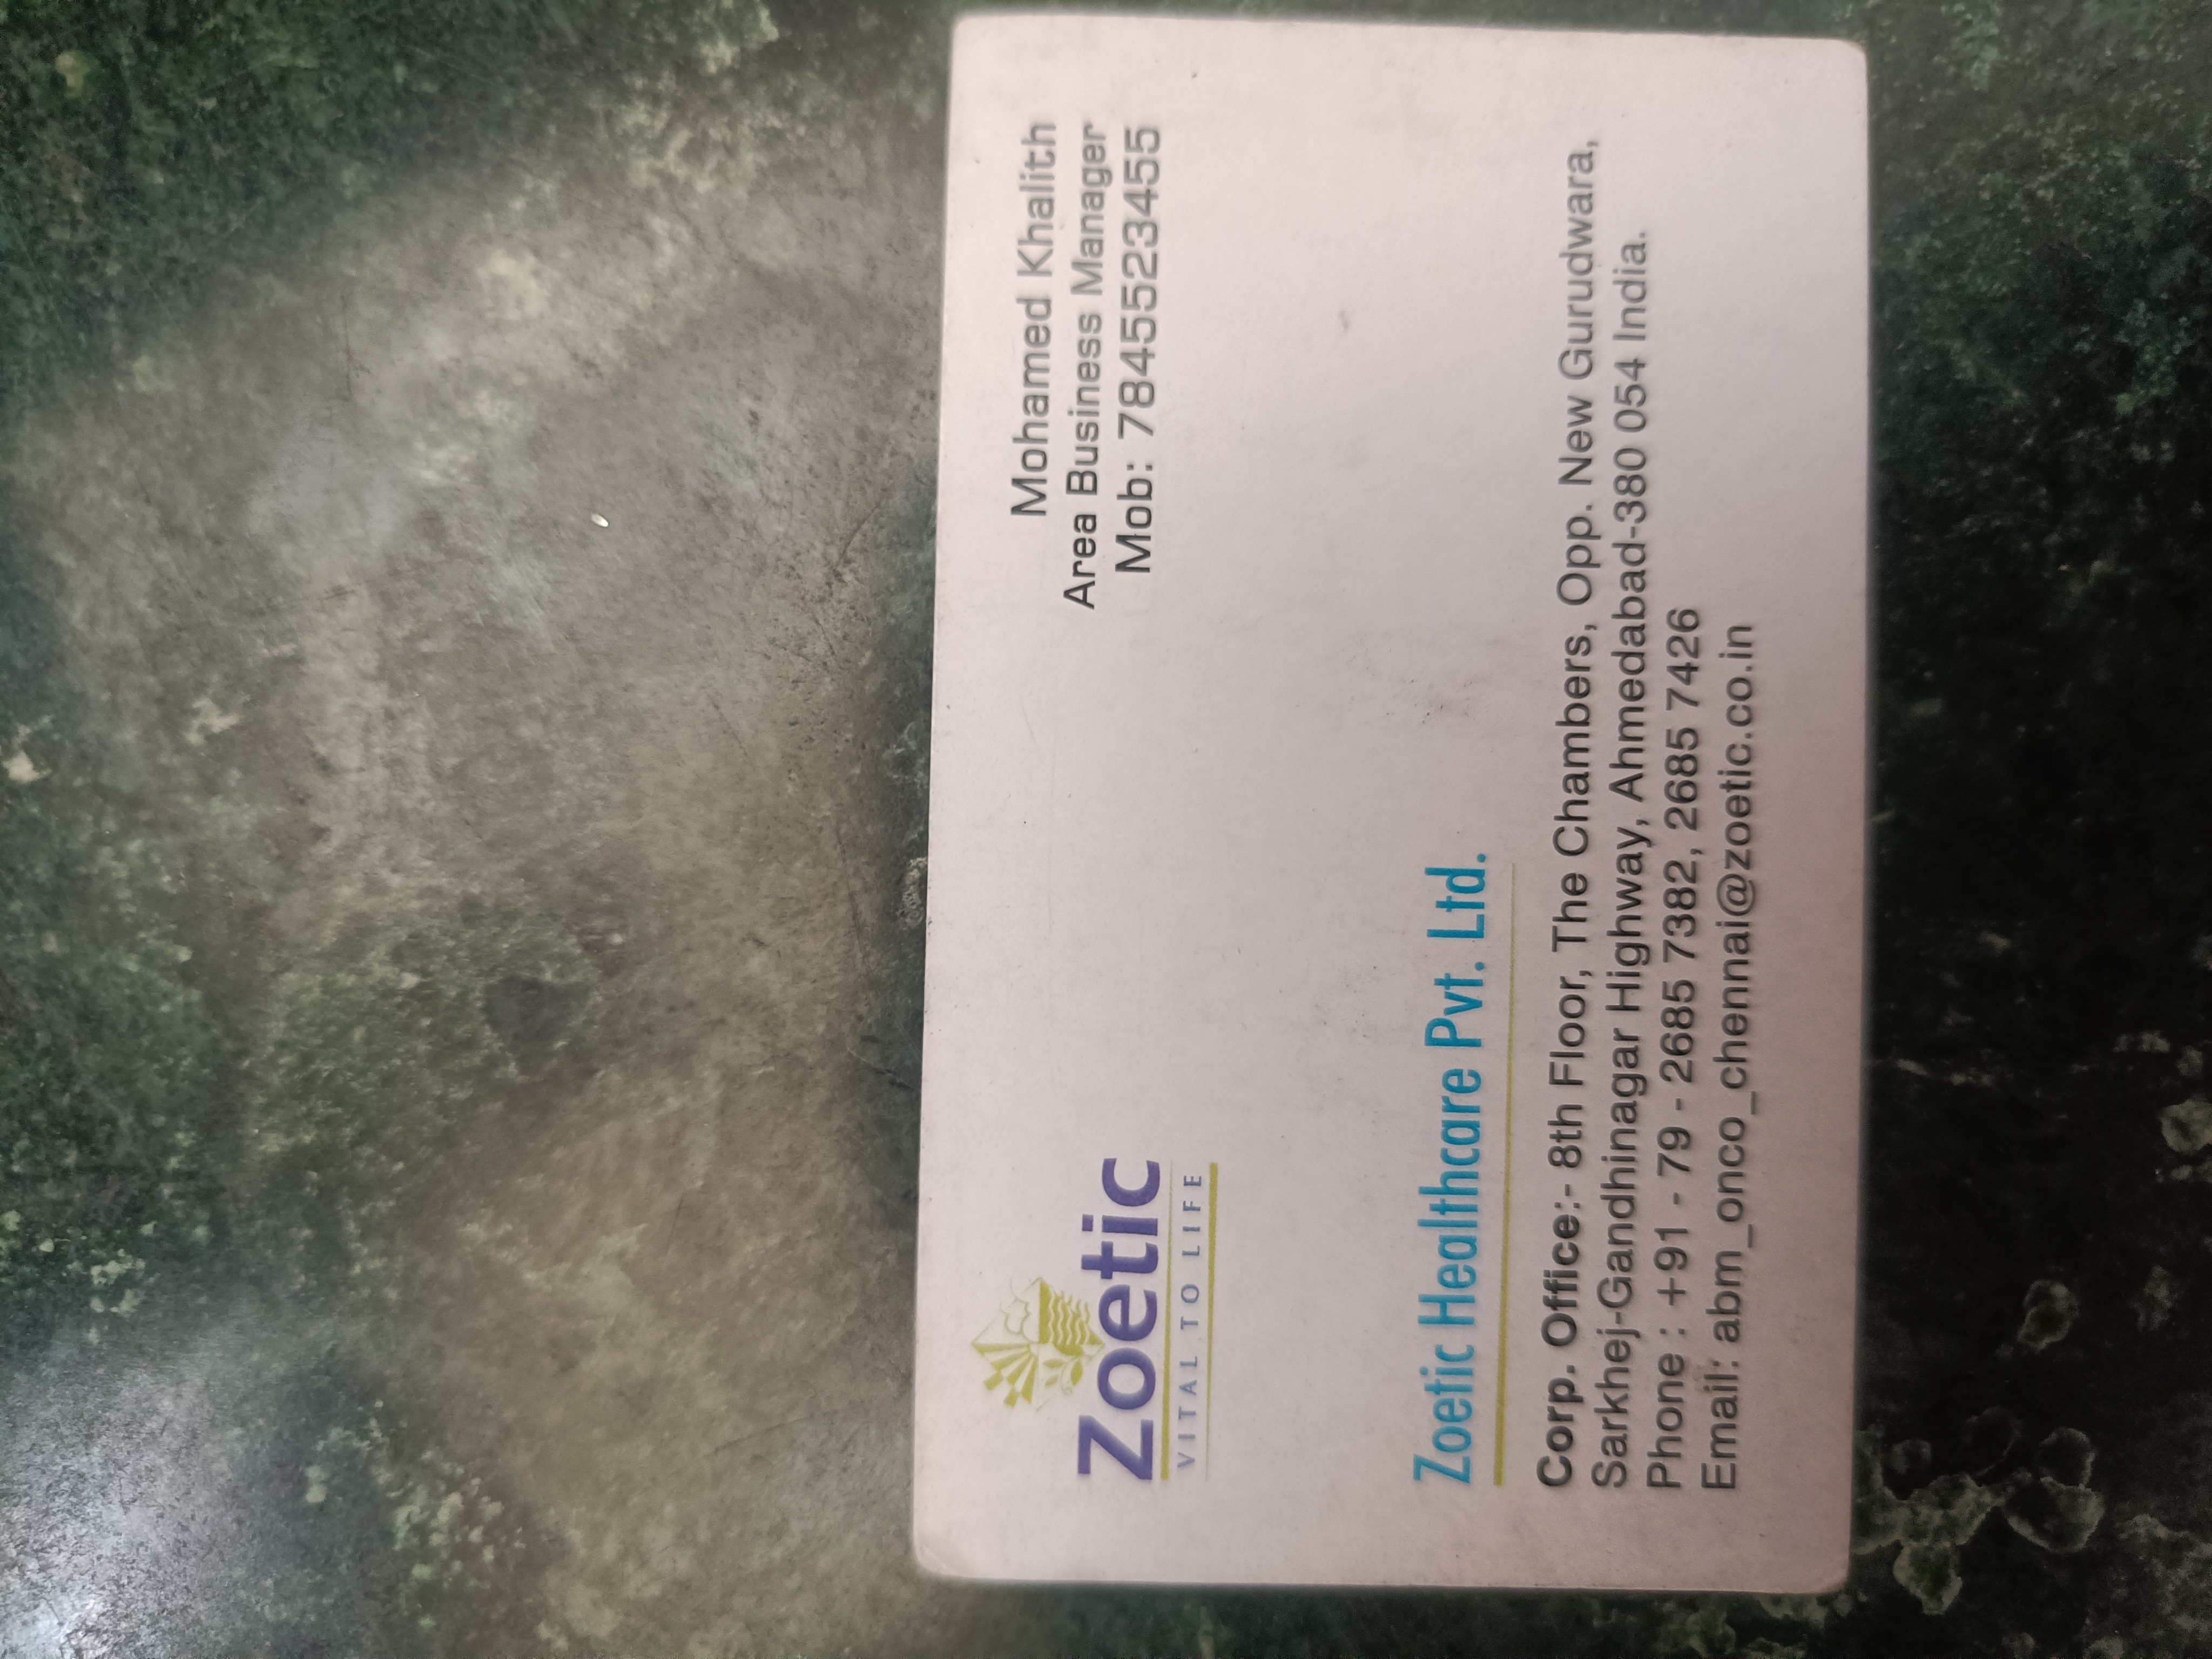 Zoetic
VITAL TO LIFE
Mohamed Khalith
Area Business Manager
Mob: 7845523455
Zoetic Healthcare Pvt. Ltd.
Corp. Office:- 8th Floor, The Chambers, Opp. New Gurudwara,
Sarkhej-Gandhinagar Highway, Ahmedabad-380 054 India.
Phone : +91 - 79 - 2685 7382, 2685 7426
Email: abm_onco_chennai@zoetic.co.in